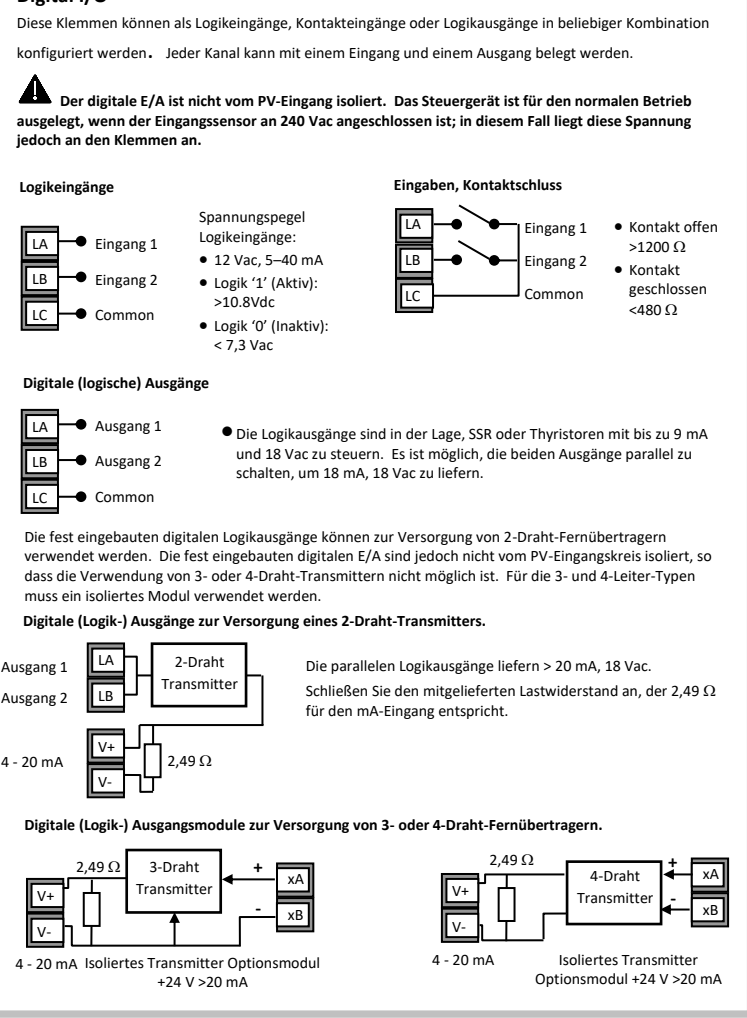 Diese Klemmen können als Logikeingänge, Kontakteingänge oder Logikausgänge in beliebiger Kombination
konfiguriert werden. Jeder Kanal kann mit einem Eingang und einem Ausgang belegt werden.
Der digitale E/A ist nicht vom PV-Eingang isoliert. Das Steuergerät ist für den normalen Betrieb
ausgelegt, wenn der Eingangssensor an 240 Vac angeschlossen ist; in diesem Fall liegt diese Spannung
jedoch an den Klemmen an.
Logikeingänge
LA
Eingang 1
LB
Eingang 2
LC
Common
Spannungspegel
Logikeingänge:
• 12 Vac, 5–40 mA
• Logik ‘1’ (Aktiv):
>10.8Vdc
• Logik ‘0’ (Inaktiv):
< 7,3 Vac
Eingaben, Kontaktschluss
LA
Eingang 1
LB
Eingang 2
LC
Common
• Kontakt offen
>1200 Ω
• Kontakt
geschlossen
<480 Ω
Digitale (logische) Ausgänge
LA
Ausgang 1
LB
Ausgang 2
LC
Common
• Die Logikausgänge sind in der Lage, SSR oder Thyristoren mit bis zu 9 mA
und 18 Vac zu steuern. Es ist möglich, die beiden Ausgänge parallel zu
schalten, um 18 mA, 18 Vac zu liefern.
Die fest eingebauten digitalen Logikausgänge können zur Versorgung von 2-Draht-Fernübertragern
verwendet werden. Die fest eingebauten digitalen E/A sind jedoch nicht vom PV-Eingangskreis isoliert, so
dass die Verwendung von 3- oder 4-Draht-Transmittern nicht möglich ist. Für die 3- und 4-Leiter-Typen
muss ein isoliertes Modul verwendet werden.
Digitale (Logik-) Ausgänge zur Versorgung eines 2-Draht-Transmitters.
Ausgang 1
LA
Ausgang 2
LB
2-Draht
Transmitter
4 - 20 mA
V+
V-
2,49 Ω
Die parallelen Logikausgänge liefern > 20 mA, 18 Vac.
Schließen Sie den mitgelieferten Lastwiderstand an, der 2,49 Ω
für den mA-Eingang entspricht.
Digitale (Logik-) Ausgangsmodule zur Versorgung von 3- oder 4-Draht-Fernübertragern.
2,49 Ω
3-Draht
Transmitter
+
xA
V+
-
xB
V-
4 - 20 mA
Isoliertes Transmitter Optionsmodul
+24 V >20 mA
2,49 Ω
4-Draht
Transmitter
+
xA
V+
-
xB
V-
4 - 20 mA
Isoliertes Transmitter
Optionsmodul +24 V >20 mA